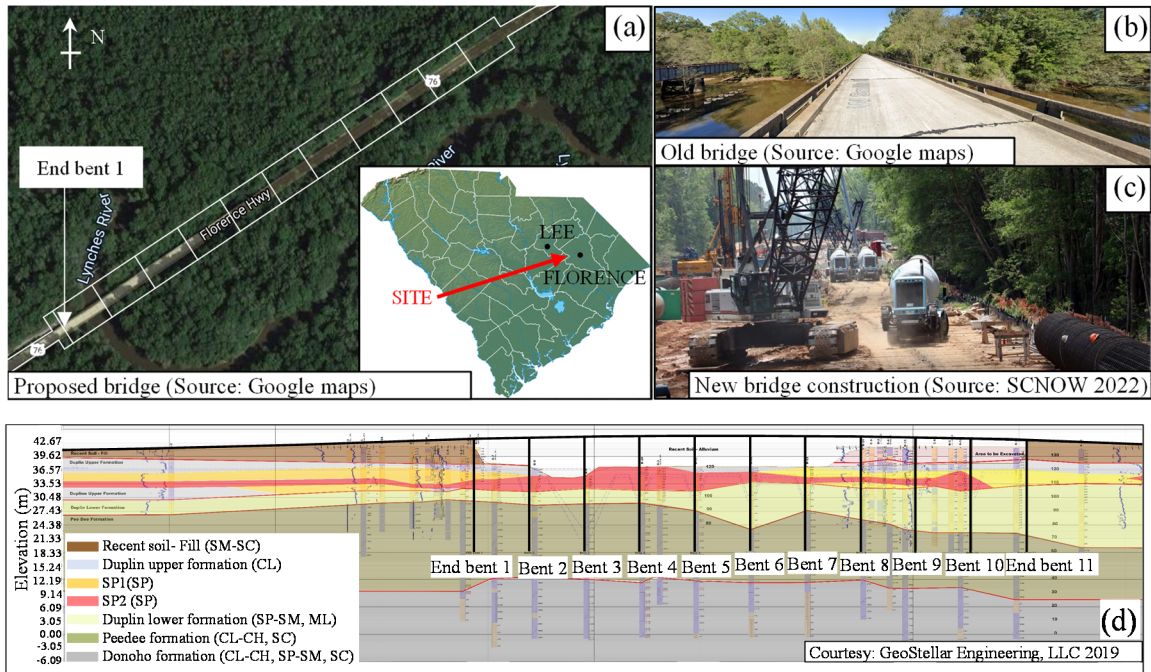 (a)
N
76
End bent 1
Lynches River
Florence Hwy
River
L
LEE
FLORENCE
SITE
76
Proposed bridge (Source: Google maps)
(b)
Old bridge (Source: Google maps)
(c)
New bridge construction (Source: SCNOW 2022)
Elevation (m)
42.67
39.62
36.57
33.53
30.48
27.43
24.38
18.33
15.23
12.19
9.14
6.09
0.00
-3.05
-6.09
Recent Soil - Fill
Duplin Upper Formation
Duplin Upper Formation
Duplin Lower Formation
Pee Dee Formation
Recent Soil - Alluvium
Area to be Excavated
Recent soil- Fill (SM-SC)
Duplin upper formation (CL)
SP1(SP)
SP2 (SP)
Duplin lower formation (SP-SM, ML)
Peedee formation (CL-CH, SC)
Donoho formation (CL-CH, SP-SM, SC)
End bent 1
Bent 2
Bent 3
Bent 4
Bent 5
Bent 6
Bent 7
Bent 8
Bent 9
Bent 10
End bent 11
(d)
Courtesy: GeoStellar Engineering, LLC 2019